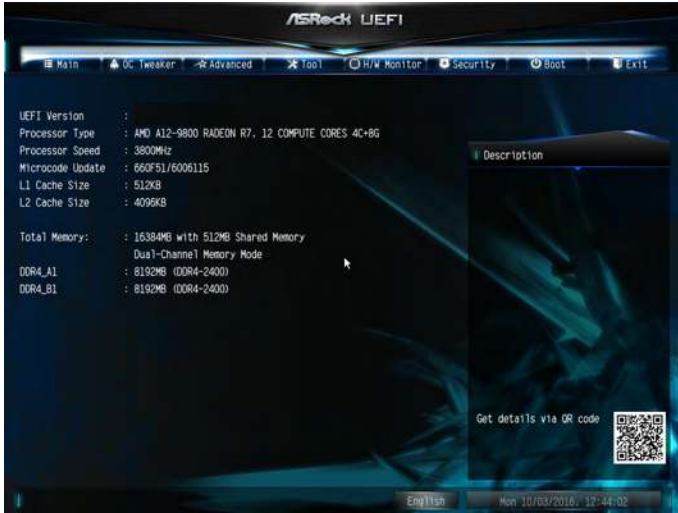 ASRock UEFI
Main OC Tweaker Advanced Tool H/W Monitor Security Boot Exit
UEFI Version :
Processor Type : AMD A12-9800 RADEON R7, 12 COMPUTE CORES 4C+8G
Processor Speed : 3800MHz
Microcode Update : 660F51/6006115
L1 Cache Size : 512KB
L2 Cache Size : 4096KB
Total Memory: : 16384MB with 512MB Shared Memory
Dual-Channel Memory Mode
DDR4_A1 : 8192MB (DDR4-2400)
DDR4_B1 : 8192MB (DDR4-2400)
Description
Get details via QR code
English
Mon 10/03/2016, 12:44:02